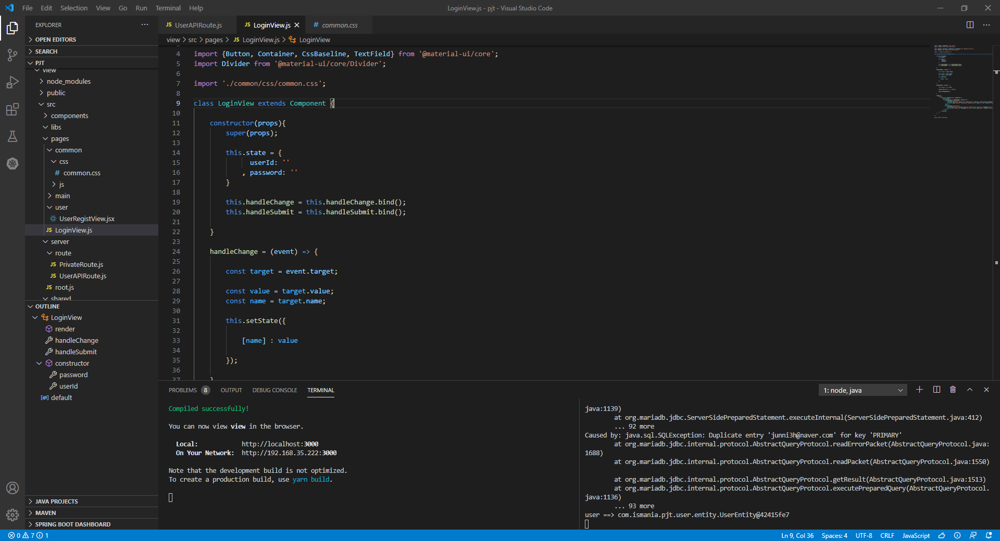 File Edit Selection View Go Run Terminal Help
LoginView.js - pjt - Visual Studio Code
EXPLORER
OPEN EDITORS
SEARCH
PJT
view
node_modules
public
src
components
libs
pages
common
css
# common.css
js
main
user
UserRegistView.jsx
JS LoginView.js
server
route
JS PrivateRoute.js
JS UserAPIRoute.js
JS root.js
shared
OUTLINE
LoginView
render
handleChange
handleSubmit
constructor
password
userId
default
JAVA PROJECTS
MAVEN
SPRING BOOT DASHBOARD
JS UserAPIRoute.js JS LoginView.js # common.css
view > src > pages > JS LoginView.js > LoginView
4 import {Button, Container, CssBaseline, TextField} from '@material-ui/core';
5 import Divider from '@material-ui/core/Divider';
6
7 import './common/css/common.css';
8
9 class LoginView extends Component {
10
11 constructor(props){
12 super(props);
13
14 this.state = {
15 userId: ''
16 , password: ''
17 }
18
19 this.handleChange = this.handleChange.bind();
20 this.handleSubmit = this.handleSubmit.bind();
21
22 }
23
24 handleChange = (event) => {
25
26 const target = event.target;
27
28 const value = target.value;
29 const name = target.name;
30
31 this.setState({
32
33 [name] : value
34
35 });
36
37 }
PROBLEMS 8 OUTPUT DEBUG CONSOLE TERMINAL
1: node, java
Compiled successfully!
You can now view view in the browser.
Local: http://localhost:3000
On Your Network: http://192.168.35.222:3000
Note that the development build is not optimized.
To create a production build, use yarn build.
java:1139)
at org.mariadb.jdbc.ServerSidePreparedStatement.executeInternal(ServerSidePreparedStatement.java:412)
... 92 more
Caused by: java.sql.SQLException: Duplicate entry 'junni3h@naver.com' for key 'PRIMARY'
at org.mariadb.jdbc.internal.protocol.AbstractQueryProtocol.readErrorPacket(AbstractQueryProtocol.java:
1688)
at org.mariadb.jdbc.internal.protocol.AbstractQueryProtocol.readPacket(AbstractQueryProtocol.java:1550)
at org.mariadb.jdbc.internal.protocol.AbstractQueryProtocol.getResult(AbstractQueryProtocol.java:1513)
at org.mariadb.jdbc.internal.protocol.AbstractQueryProtocol.executePreparedQuery(AbstractQueryProtocol.
java:1136)
... 93 more
user ==> com.ismania.pjt.user.entity.UserEntity@42415fe7
0 7 1
Ln 9, Col 36 Spaces: 4 UTF-8 CRLF JavaScript